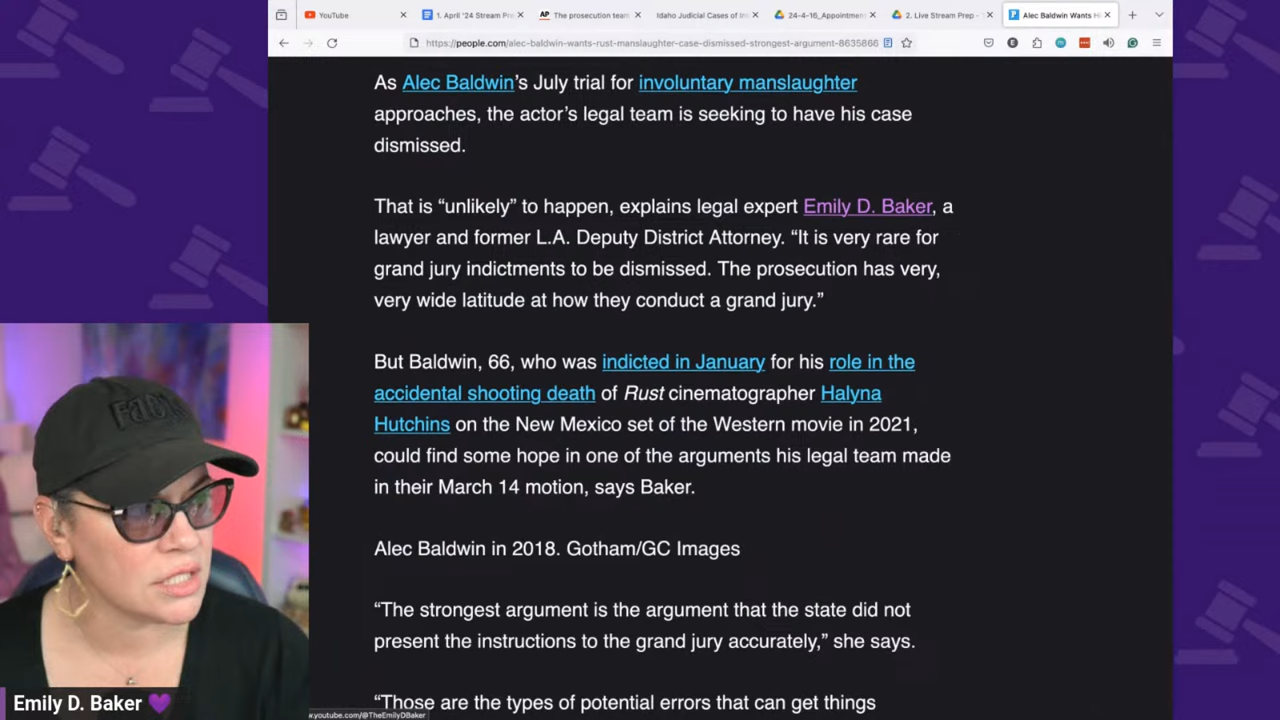 YouTube
1. April '24 Stream Pre
AP The prosecution team
Idaho Judicial Cases of In
24-4-16_Appointment
2. Live Stream Prep -
Alec Baldwin Wants H
https://people.com/alec-baldwin-wants-rust-manslaughter-case-dismissed-strongest-argument-8635866
As Alec Baldwin’s July trial for involuntary manslaughter
approaches, the actor’s legal team is seeking to have his case
dismissed.
That is “unlikely” to happen, explains legal expert Emily D. Baker, a
lawyer and former L.A. Deputy District Attorney. “It is very rare for
grand jury indictments to be dismissed. The prosecution has very,
very wide latitude at how they conduct a grand jury.”
But Baldwin, 66, who was indicted in January for his role in the
accidental shooting death of Rust cinematographer Halyna
Hutchins on the New Mexico set of the Western movie in 2021,
could find some hope in one of the arguments his legal team made
in their March 14 motion, says Baker.
Alec Baldwin in 2018. Gotham/GC Images
“The strongest argument is the argument that the state did not
present the instructions to the grand jury accurately,” she says.
“Those are the types of potential errors that can get things
w.youtube.com/@TheEmilyDBaker
Emily D. Baker